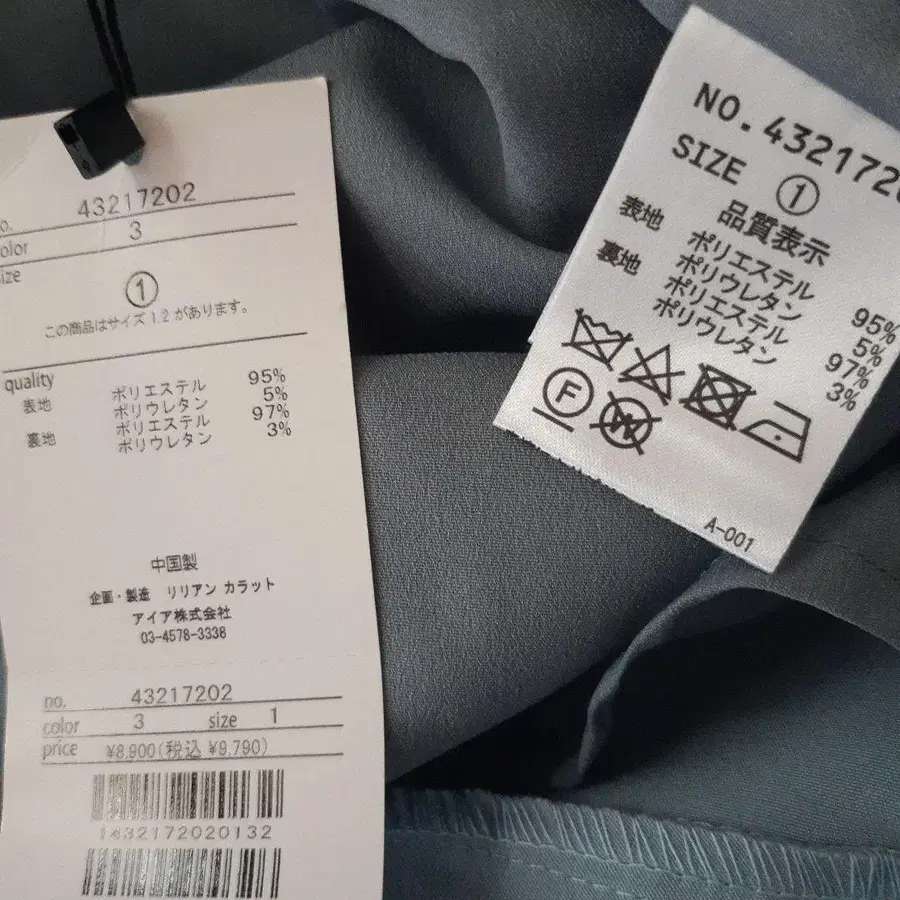 no. 43217202
color 3
size
①
この商品はサイズ12があります。
quality
表地 ポリエステル 95%
ポリウレタン 5%
裏地 ポリエステル 97%
ポリウレタン 3%
中国製
企画・製造 リリアン カラット
アイア株式会社
03-4578-3338
no. 43217202
color 3 size 1
price ¥8,900(税込 ¥9,790)
1432172020132
NO.4321720
SIZE ①
品質表示
表地 ポリエステル 95%
ポリウレタン 5%
裏地 ポリエステル 97%
ポリウレタン 3%
F
W
A-001